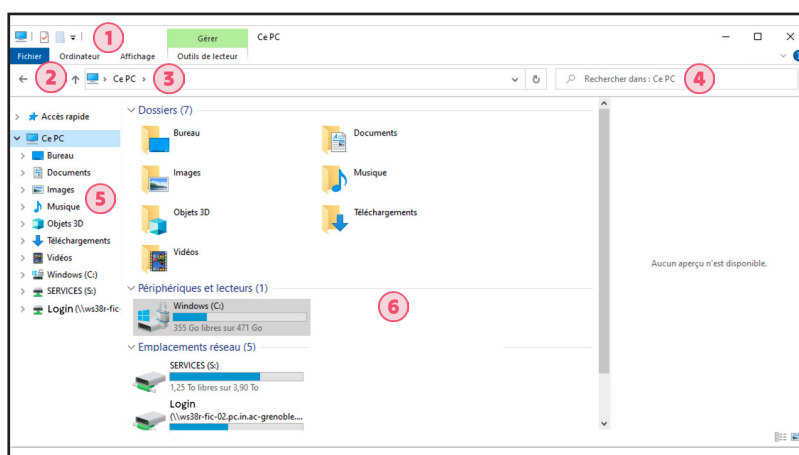 1
Gérer
Ce PC
Fichier
Ordinateur
Affichage
Outils de lecteur
2
Ce PC
3
Rechercher dans : Ce PC
4
Accès rapide
Ce PC
Bureau
Documents
Images
Musique
5
Objets 3D
Téléchargements
Vidéos
Windows (C:)
SERVICES (S:)
Login (\\ws38r-fic-
Dossiers (7)
Bureau
Documents
Images
Musique
Objets 3D
Téléchargements
Vidéos
Périphériques et lecteurs (1)
Windows (C:)
355 Go libres sur 471 Go
6
Emplacements réseau (5)
SERVICES (S:)
1,25 To libres sur 3,90 To
Login
(\\ws38r-fic-02.pc.in.ac-grenoble....
Aucun aperçu n'est disponible.